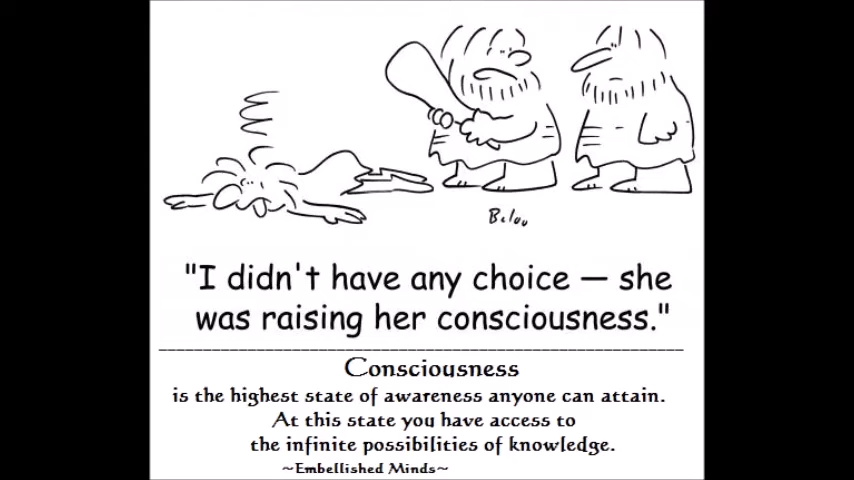 Belou
"I didn't have any choice — she
was raising her consciousness."
Consciousness
is the highest state of awareness anyone can attain.
At this state you have access to
the infinite possibilities of knowledge.
~Embellished Minds~